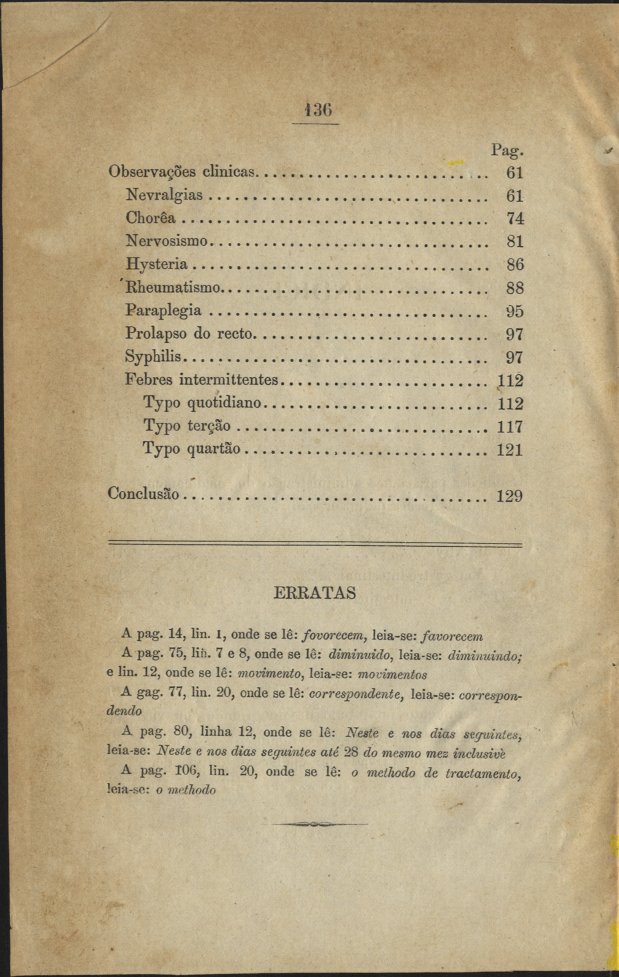 136
Pag.
Observações clinicas............................ 61
Nevralgias ................................. 61
Chorêa .................................... 74
Nervosismo................................. 81
Hysteria ................................... 86
Rheumatismo................................ 88
Paraplegia ................................. 95
Prolapso do recto............................ 97
Syphilis.................................... 97
Febres intermittentes......................... 112
Typo quotidiano........................... 112
Typo terção .............................. 117
Typo quartão............................. 121
Conclusão .................................... 129
ERRATAS
A pag. 14, lin. 1, onde se lê: fovorecem, leia-se: favorecem
A pag. 75, lin. 7 e 8, onde se lê: diminuido, leia-se: diminuindo;
e lin. 12, onde se lê: movimento, leia-se: movimentos
A gag. 77, lin. 20, onde se lê: correspondente, leia-se: correspon-
dendo
A pag. 80, linha 12, onde se lê: Neste e nos dias seguintes,
leia-se: Neste e nos dias seguintes até 28 do mesmo mez inclusivè
A pag. 106, lin. 20, onde se lê: o methodo de tractamento,
leia-se: o methodo